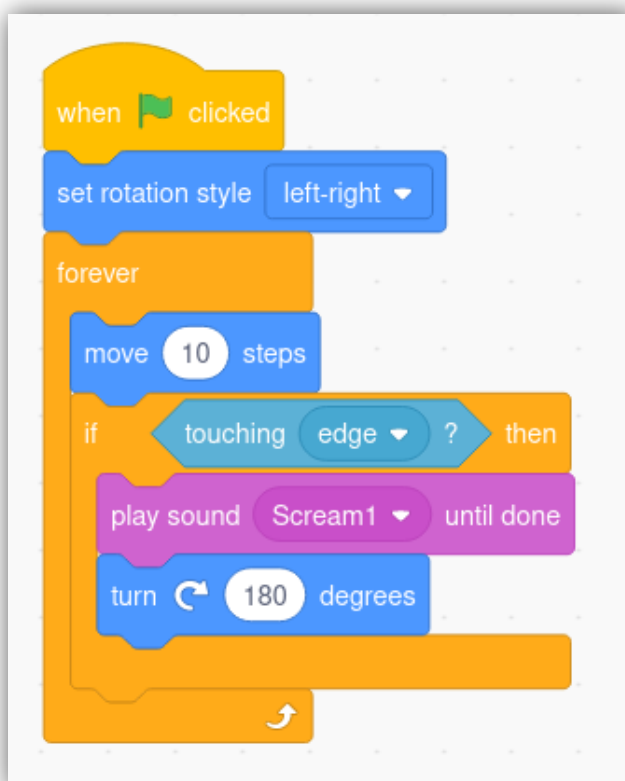 when clicked
set rotation style left-right
forever
move 10 steps
if touching edge ? then
play sound Scream1 until done
turn 180 degrees